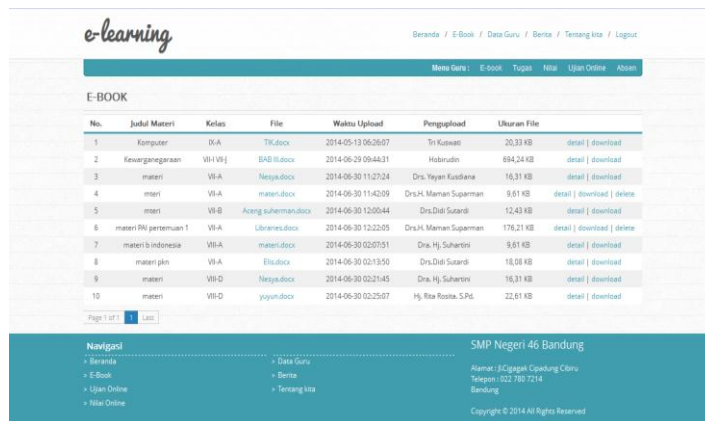 e-learning
Beranda / E-Book / Data Guru / Berita / Tentang kita / Logout
Menu Guru : E-book Tugas Nilai Ujian Online Absen
E-BOOK
No. Judul Materi Kelas File Waktu Upload Pengupload Ukuran File
1 Komputer IX-A TIK.docx 2014-05-13 06:26:07 Tri Kuswati 20,33 KB detail | download
2 Kewarganegaraan VII-I VII-J BAB III.docx 2014-06-29 09:44:31 Hobirudin 694,24 KB detail | download
3 materi VII-A Nesya.docx 2014-06-30 11:27:24 Drs. Yayan Kusdiana 16,31 KB detail | download
4 materi VII-A materi.docx 2014-06-30 11:42:09 Drs.H. Maman Suparman 9,61 KB detail | download | delete
5 mteri VII-B Aceng suherman.docx 2014-06-30 12:00:44 Drs.Didi Sutardi 12,43 KB detail | download
6 materi PAI pertemuan 1 VII-A Libraries.docx 2014-06-30 12:22:05 Drs.H. Maman Suparman 176,21 KB detail | download | delete
7 materi b indonesia VIII-A materi.docx 2014-06-30 02:07:51 Dra. Hj. Suhartini 9,61 KB detail | download
8 materi pkn VII-A Elis.docx 2014-06-30 02:13:50 Drs.Didi Sutardi 18,08 KB detail | download
9 materi VIII-D Nesya.docx 2014-06-30 02:21:45 Dra. Hj. Suhartini 16,31 KB detail | download
10 materi VIII-D yuyun.docx 2014-06-30 02:25:07 Hj. Rita Rosita. S.Pd. 22,61 KB detail | download
Page 1 of 1 1 Last
Navigasi
> Beranda
> E-Book
> Ujian Online
> Nilai Online
> Data Guru
> Berita
> Tentang kita
SMP Negeri 46 Bandung
Alamat : Jl.Cigagak Cipadung Cibiru
Telepon : 022 780 7214
Bandung
Copyright © 2014 All Rights Reserved